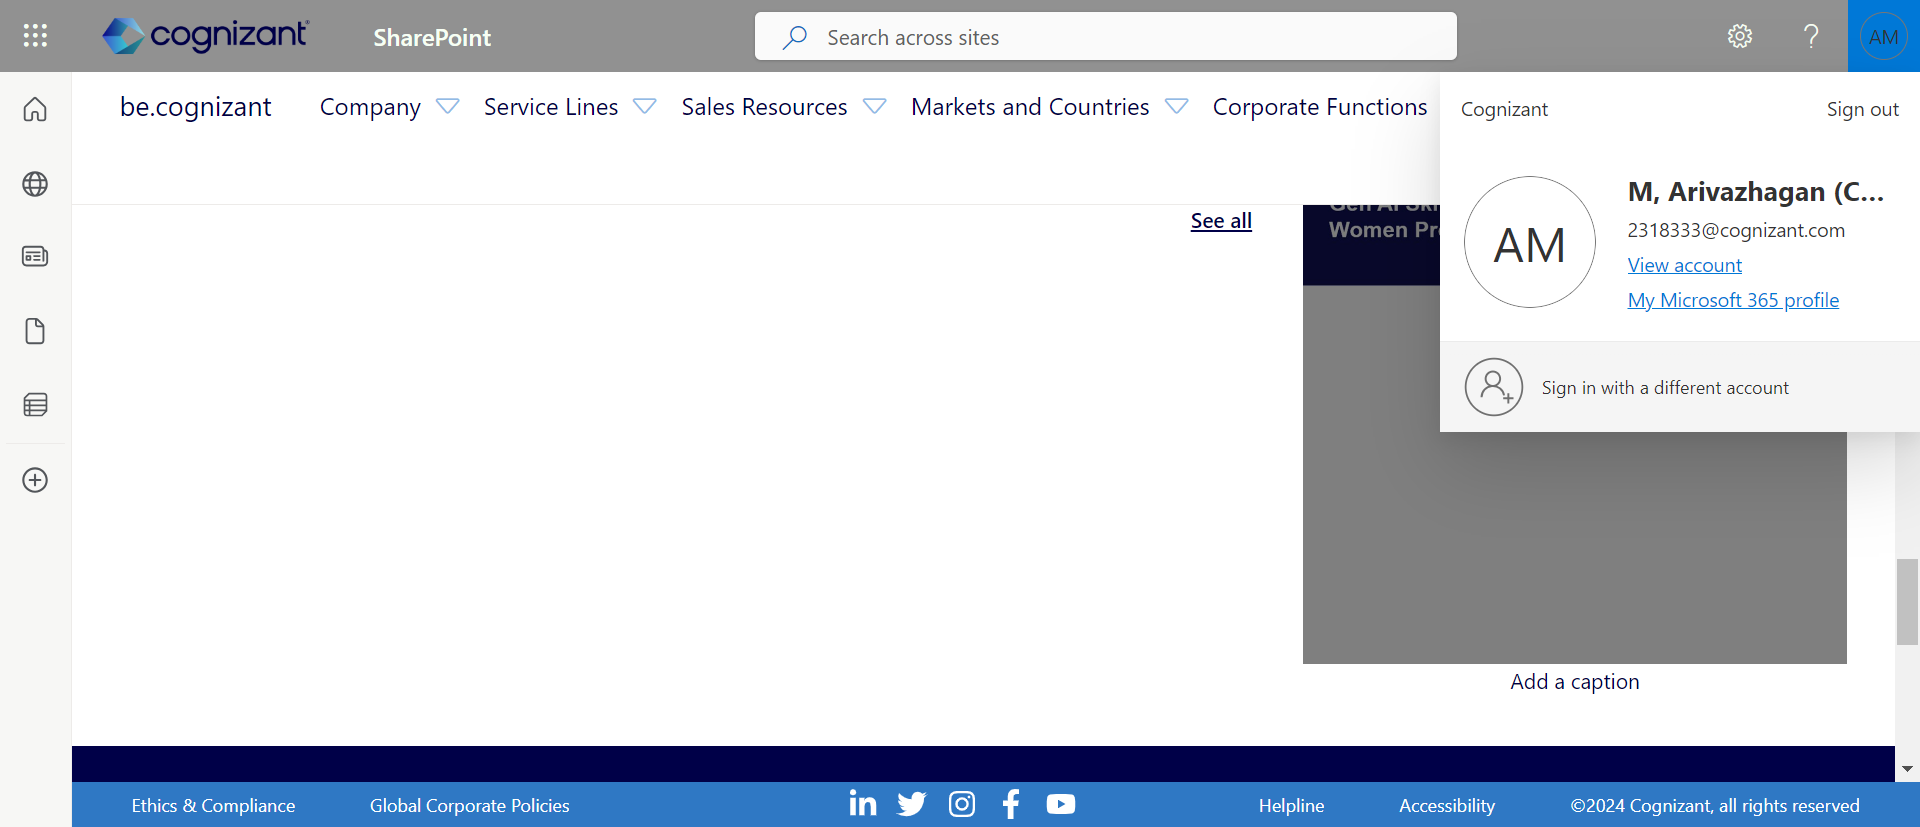 cognizant
SharePoint
Search across sites
AM
be.cognizant
Company
Service Lines
Sales Resources
Markets and Countries
Corporate Functions
Cognizant
Sign out
AM
M, Arivazhagan (C...
2318333@cognizant.com
View account
My Microsoft 365 profile
Sign in with a different account
See all
Women
Add a caption
Ethics & Compliance
Global Corporate Policies
Helpline
Accessibility
©2024 Cognizant, all rights reserved